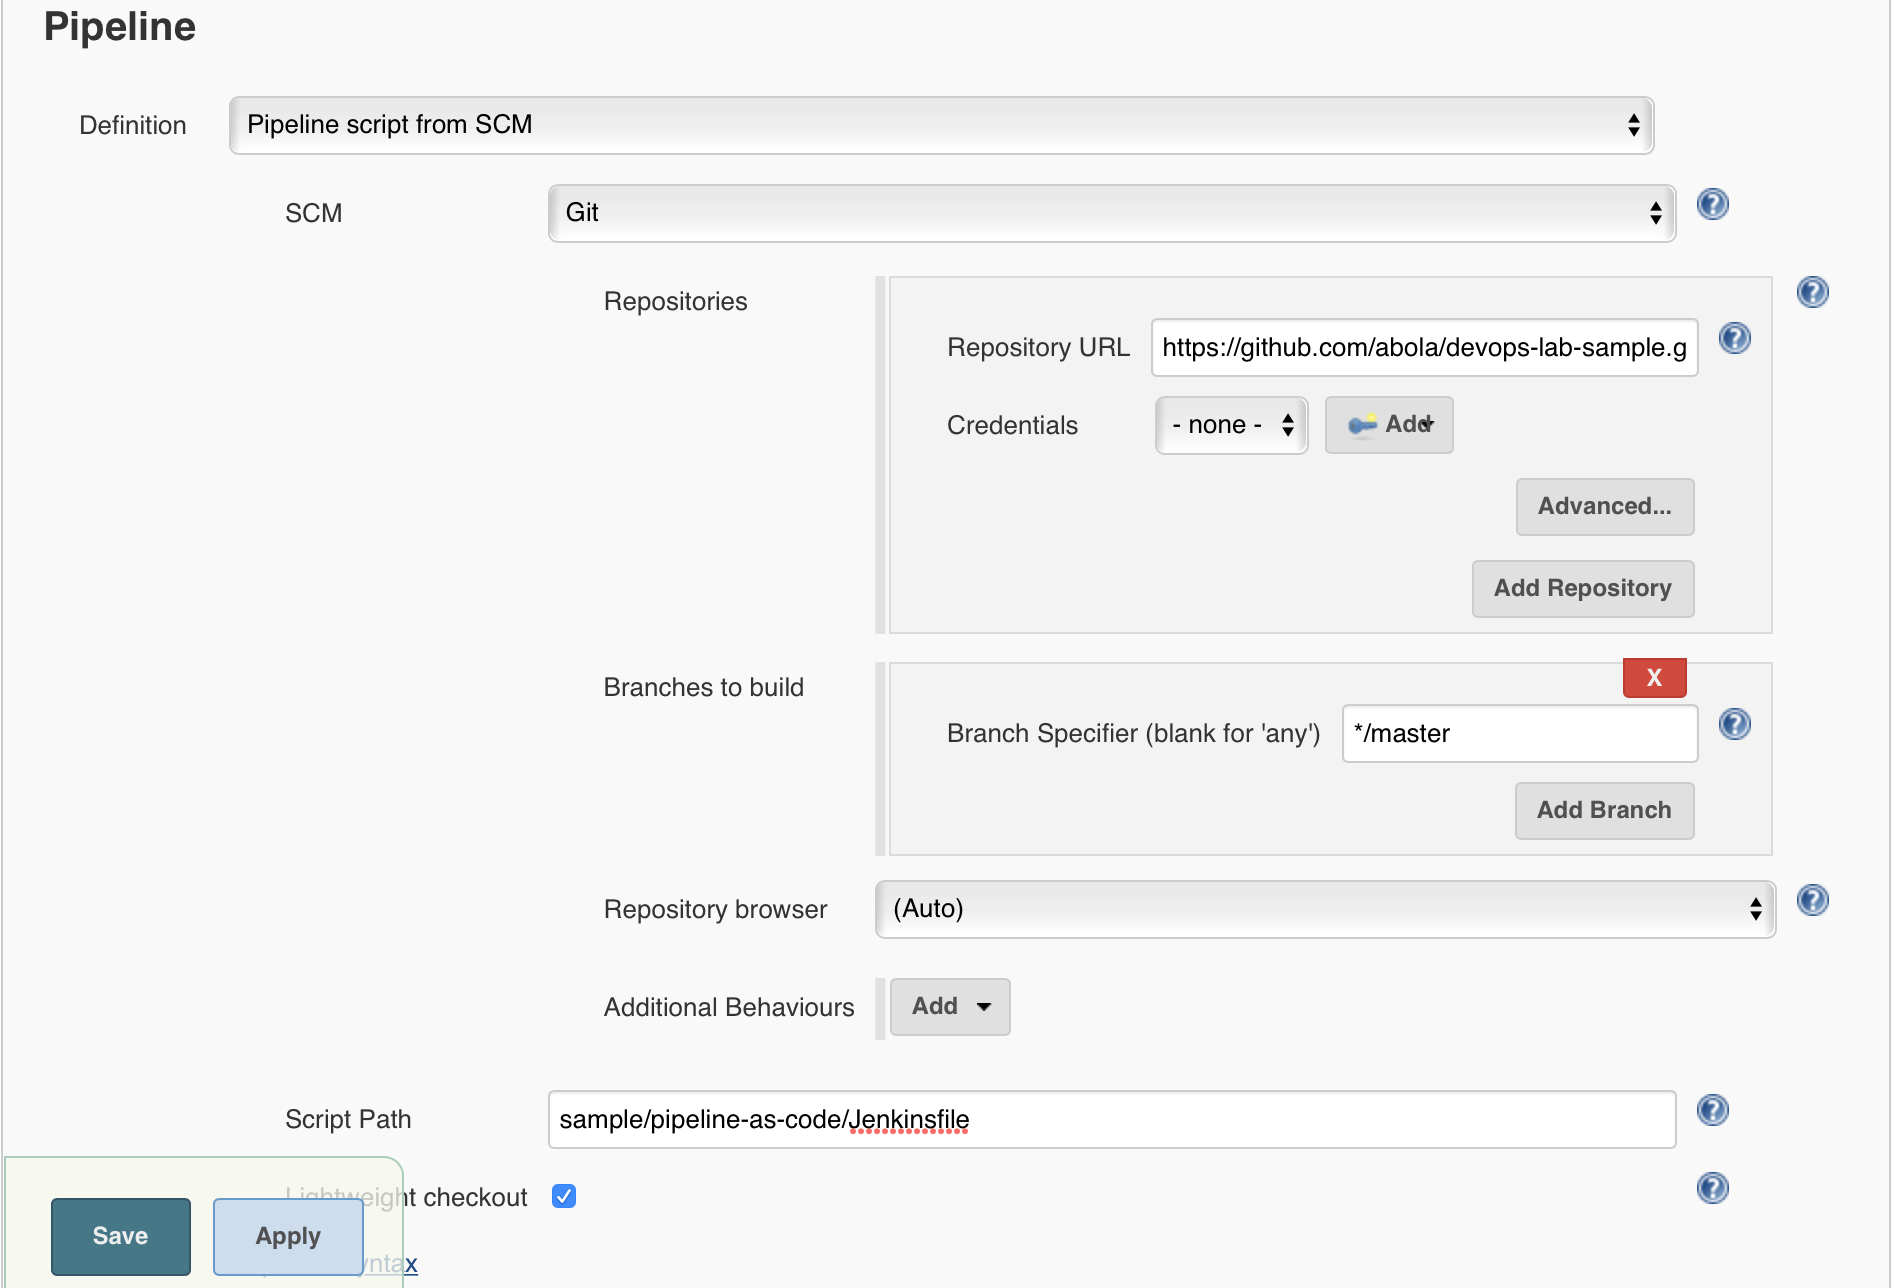 Pipeline
Definition
Pipeline script from SCM
SCM
Git
Repositories
Repository URL
https://github.com/abola/devops-lab-sample.g
Credentials
- none -
Add
Advanced...
Add Repository
Branches to build
X
Branch Specifier (blank for 'any')
*/master
Add Branch
Repository browser
(Auto)
Additional Behaviours
Add
Script Path
sample/pipeline-as-code/Jenkinsfile
Lightweight checkout
Save
Apply